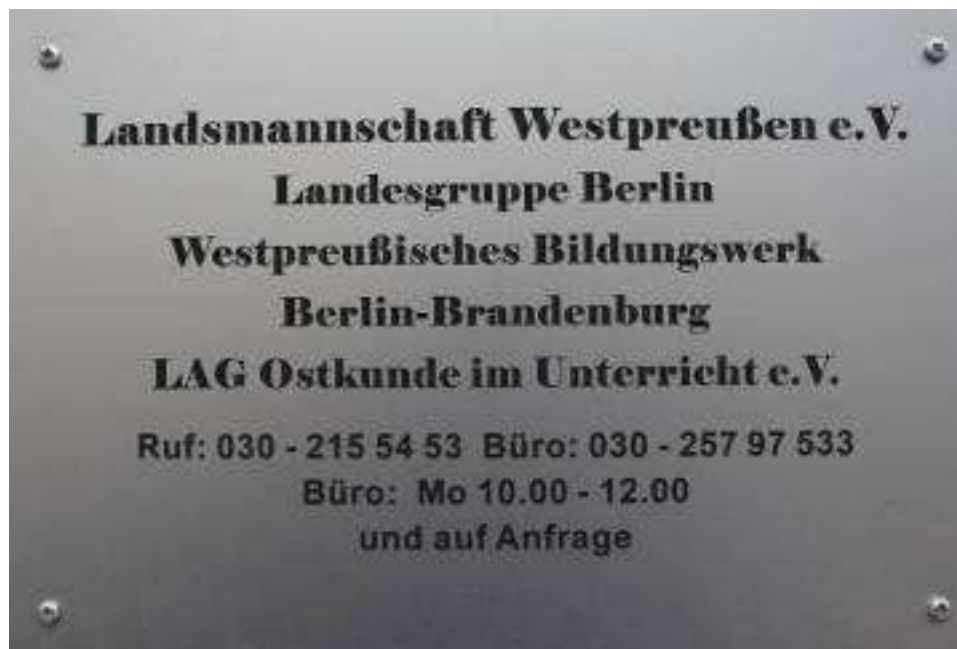 Landsmannschaft Westpreußen e.V.
Landesgruppe Berlin
Westpreußisches Bildungswerk
Berlin-Brandenburg
LAG Ostkunde im Unterricht e.V.
Ruf: 030 - 215 54 53 Büro: 030 - 257 97 533
Büro: Mo 10.00 - 12.00
und auf Anfrage